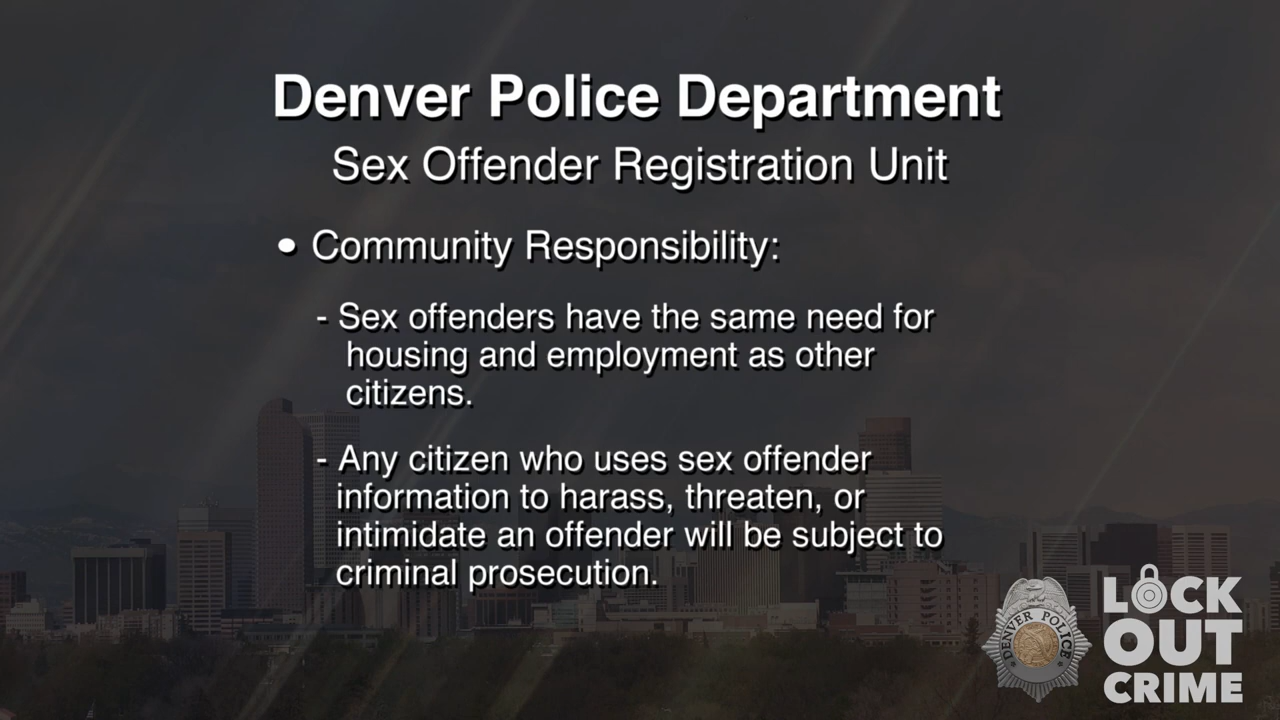 Denver Police Department
Sex Offender Registration Unit
• Community Responsibility:
- Sex offenders have the same need for
housing and employment as other
citizens.
- Any citizen who uses sex offender
information to harass, threaten, or
intimidate an offender will be subject to
criminal prosecution.
DENVER POLICE
LOCK
OUT
CRIME